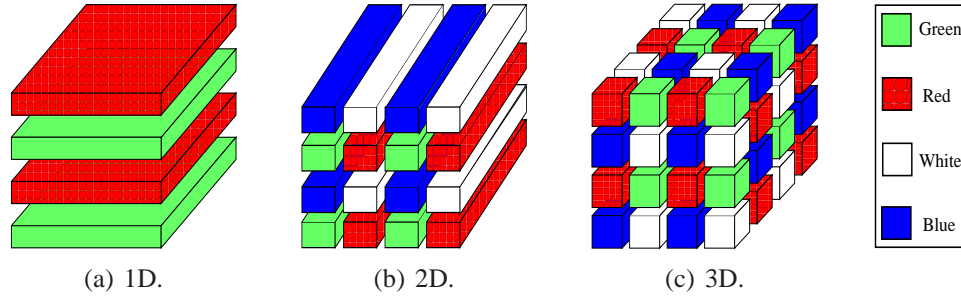 Green
Red
White
Blue
(a) 1D.
(b) 2D.
(c) 3D.